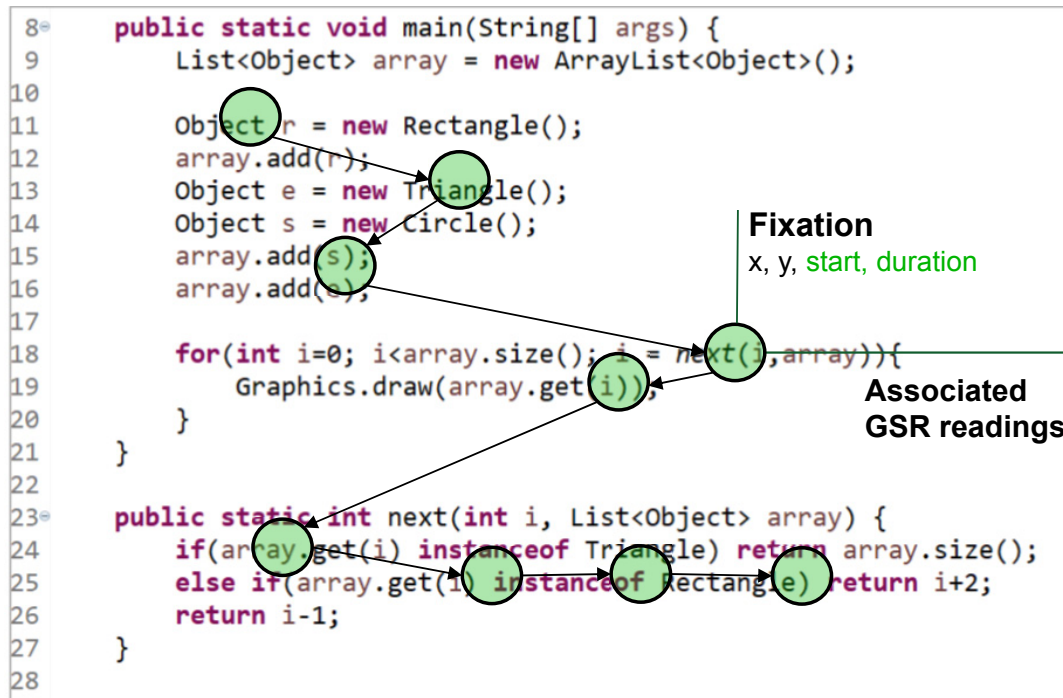 8 public static void main(String[] args) {
9 List<Object> array = new ArrayList<Object>();
10
11 Object r = new Rectangle();
12 array.add(r);
13 Object e = new Triangle();
14 Object s = new Circle();
15 array.add(s);
16 array.add(e);
17
18 for(int i=0; i<array.size(); i = next(i,array)){
19 Graphics.draw(array.get(i));
20 }
21 }
22
23 public static int next(int i, List<Object> array) {
24 if(array.get(i) instanceof Triangle) return array.size();
25 else if(array.get(i) instanceof Rectangle) return i+2;
26 return i-1;
27 }
28
Fixation
x, y, start, duration
Associated
GSR readings